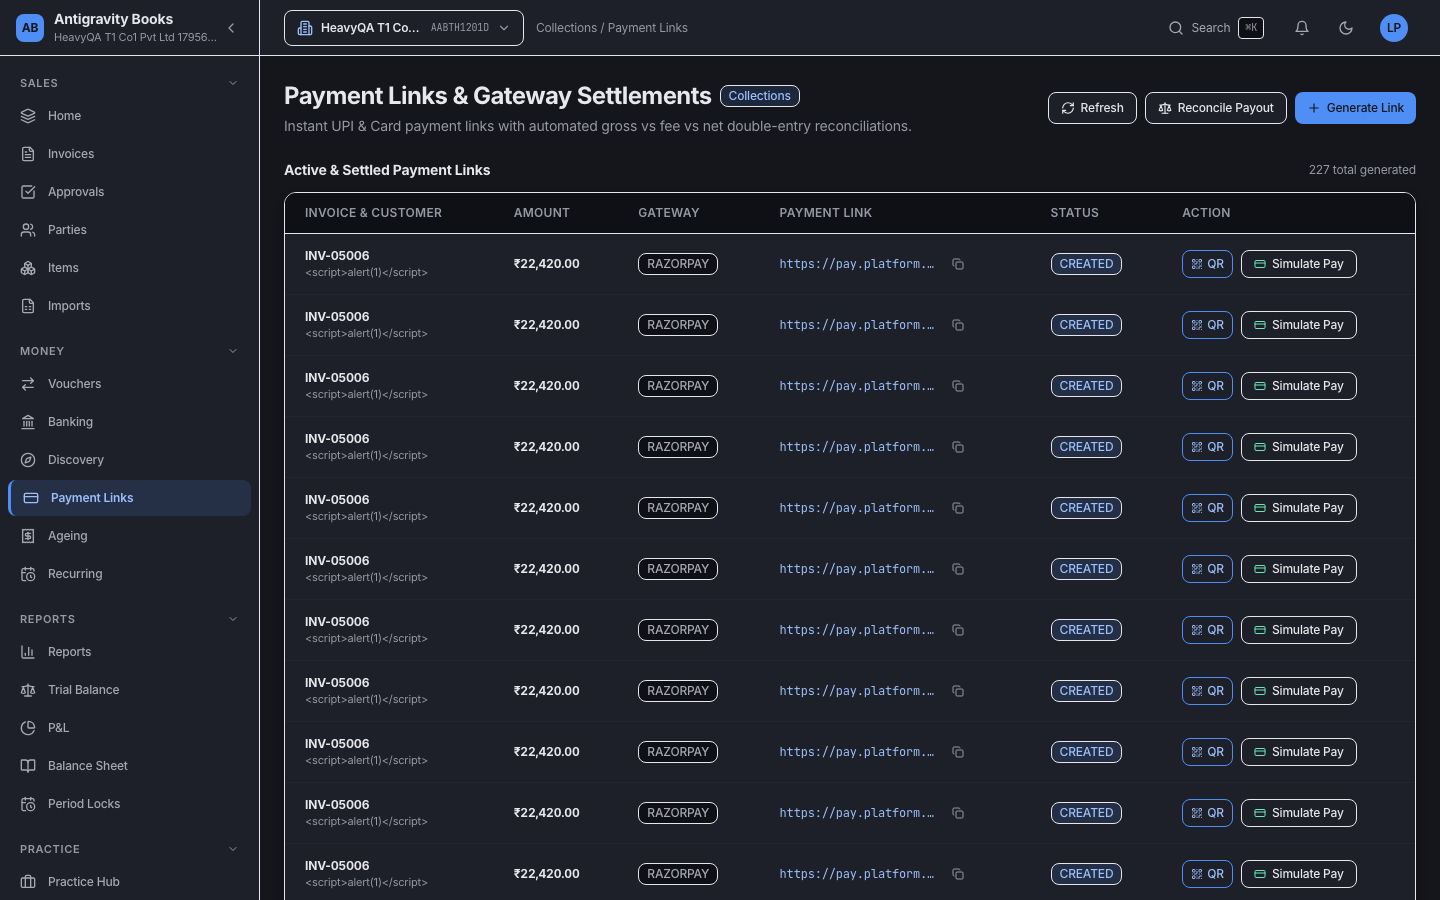 AB
Antigravity Books
HeavyQA T1 Co1 Pvt Ltd 17956...
SALES
Home
Invoices
Approvals
Parties
Items
Imports
MONEY
Vouchers
Banking
Discovery
Payment Links
Ageing
Recurring
REPORTS
Reports
Trial Balance
P&L
Balance Sheet
Period Locks
PRACTICE
Practice Hub
HeavyQA T1 Co... AABTH1201D
Collections / Payment Links
Search ⌘K
LP
Payment Links & Gateway Settlements Collections
Instant UPI & Card payment links with automated gross vs fee vs net double-entry reconciliations.
Refresh
Reconcile Payout
Generate Link
Active & Settled Payment Links
227 total generated
INVOICE & CUSTOMER AMOUNT GATEWAY PAYMENT LINK STATUS ACTION
INV-05006
<script>alert(1)</script>
₹22,420.00 RAZORPAY https://pay.platform.… CREATED QR Simulate Pay
INV-05006
<script>alert(1)</script>
₹22,420.00 RAZORPAY https://pay.platform.… CREATED QR Simulate Pay
INV-05006
<script>alert(1)</script>
₹22,420.00 RAZORPAY https://pay.platform.… CREATED QR Simulate Pay
INV-05006
<script>alert(1)</script>
₹22,420.00 RAZORPAY https://pay.platform.… CREATED QR Simulate Pay
INV-05006
<script>alert(1)</script>
₹22,420.00 RAZORPAY https://pay.platform.… CREATED QR Simulate Pay
INV-05006
<script>alert(1)</script>
₹22,420.00 RAZORPAY https://pay.platform.… CREATED QR Simulate Pay
INV-05006
<script>alert(1)</script>
₹22,420.00 RAZORPAY https://pay.platform.… CREATED QR Simulate Pay
INV-05006
<script>alert(1)</script>
₹22,420.00 RAZORPAY https://pay.platform.… CREATED QR Simulate Pay
INV-05006
<script>alert(1)</script>
₹22,420.00 RAZORPAY https://pay.platform.… CREATED QR Simulate Pay
INV-05006
<script>alert(1)</script>
₹22,420.00 RAZORPAY https://pay.platform.… CREATED QR Simulate Pay
INV-05006
<script>alert(1)</script>
₹22,420.00 RAZORPAY https://pay.platform.… CREATED QR Simulate Pay